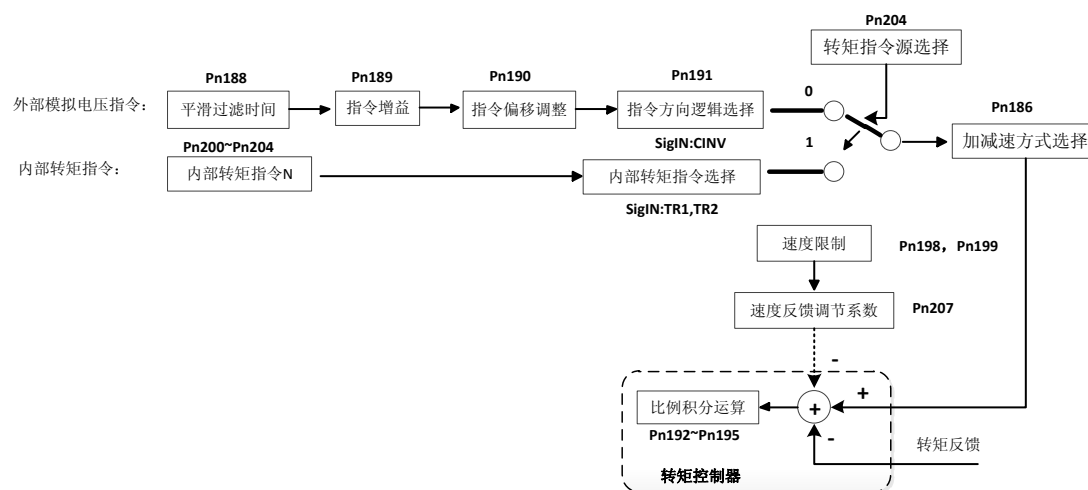 Pn204
转矩指令源选择
Pn188
Pn189
Pn190
Pn191
0
Pn186
外部模拟电压指令：
平滑过滤时间
指令增益
指令偏移调整
指令方向逻辑选择
加减速方式选择
SigIN:CINV
1
Pn200~Pn204
内部转矩指令：
内部转矩指令N
内部转矩指令选择
SigIN:TR1,TR2
速度限制
Pn198，Pn199
速度反馈调节系数
Pn207
-
+
比例积分运算
+
Pn192~Pn195
-
转矩反馈
转矩控制器